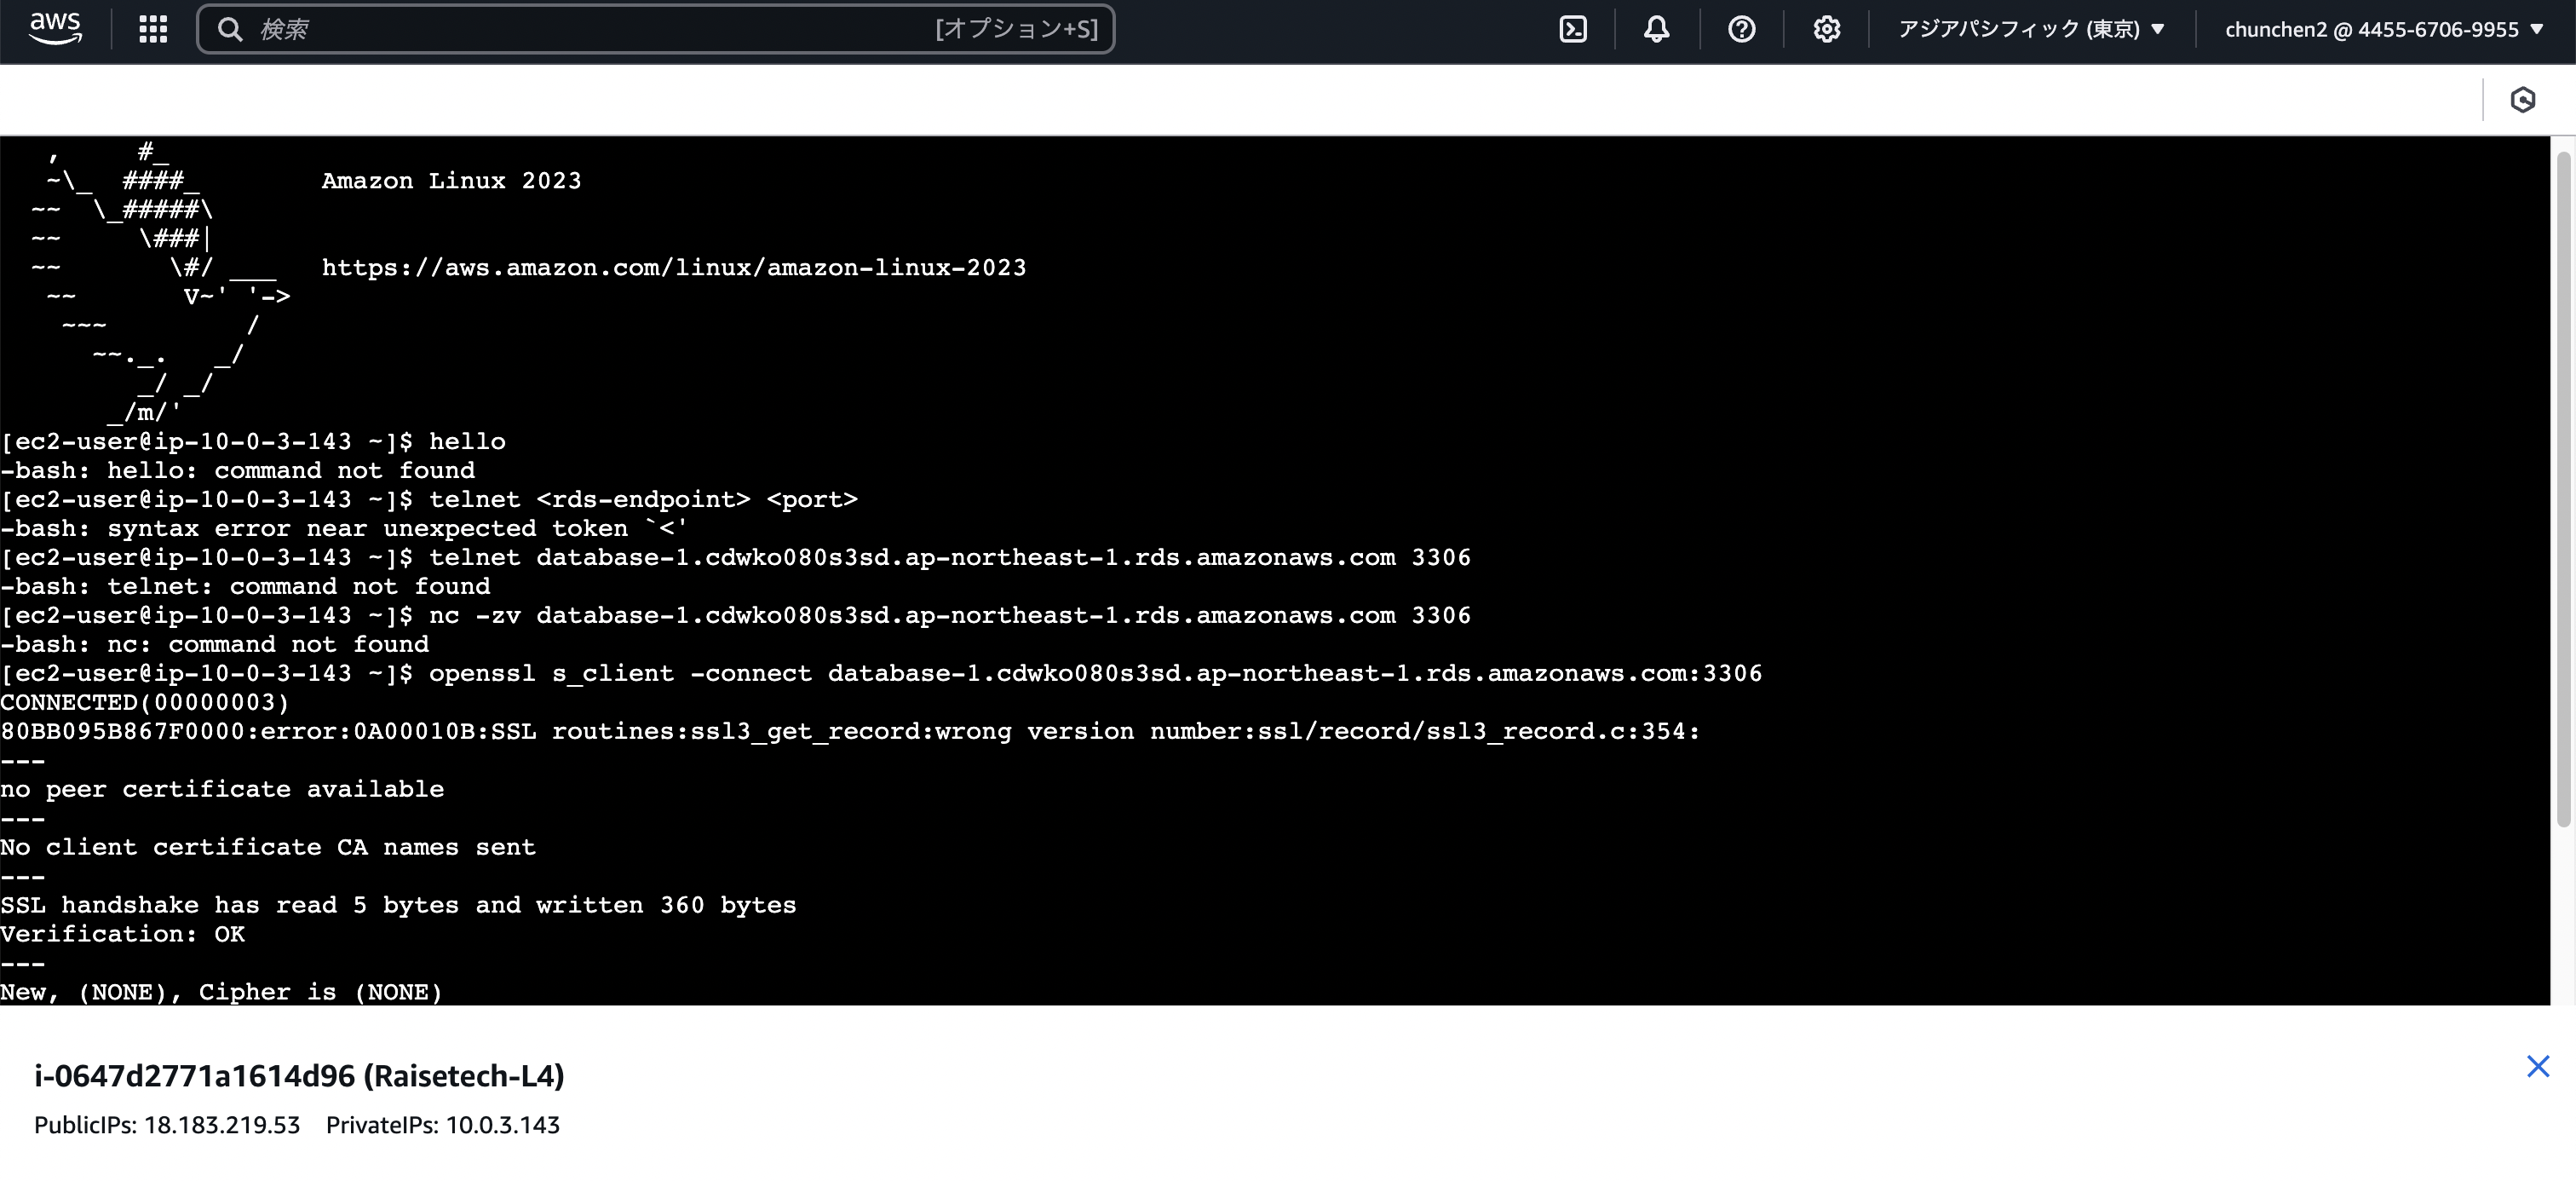 aws
検索 [オプション+S] アジアパシフィック (東京) ▼ chunchen2 @ 4455-6706-9955 ▼
   ,     #_
   ~\_  ####_        Amazon Linux 2023
  ~~  \_#####\
  ~~     \###|
  ~~       \#/ ___   https://aws.amazon.com/linux/amazon-linux-2023
   ~~       V~' '->
    ~~~         /
      ~~._.   _/
         _/ _/
       _/m/'
[ec2-user@ip-10-0-3-143 ~]$ hello
-bash: hello: command not found
[ec2-user@ip-10-0-3-143 ~]$ telnet <rds-endpoint> <port>
-bash: syntax error near unexpected token `<'
[ec2-user@ip-10-0-3-143 ~]$ telnet database-1.cdwko080s3sd.ap-northeast-1.rds.amazonaws.com 3306
-bash: telnet: command not found
[ec2-user@ip-10-0-3-143 ~]$ nc -zv database-1.cdwko080s3sd.ap-northeast-1.rds.amazonaws.com 3306
-bash: nc: command not found
[ec2-user@ip-10-0-3-143 ~]$ openssl s_client -connect database-1.cdwko080s3sd.ap-northeast-1.rds.amazonaws.com:3306
CONNECTED(00000003)
80BB095B867F0000:error:0A00010B:SSL routines:ssl3_get_record:wrong version number:ssl/record/ssl3_record.c:354:
---
no peer certificate available
---
No client certificate CA names sent
---
SSL handshake has read 5 bytes and written 360 bytes
Verification: OK
---
New, (NONE), Cipher is (NONE)
i-0647d2771a1614d96 (Raisetech-L4)
PublicIPs: 18.183.219.53 PrivateIPs: 10.0.3.143